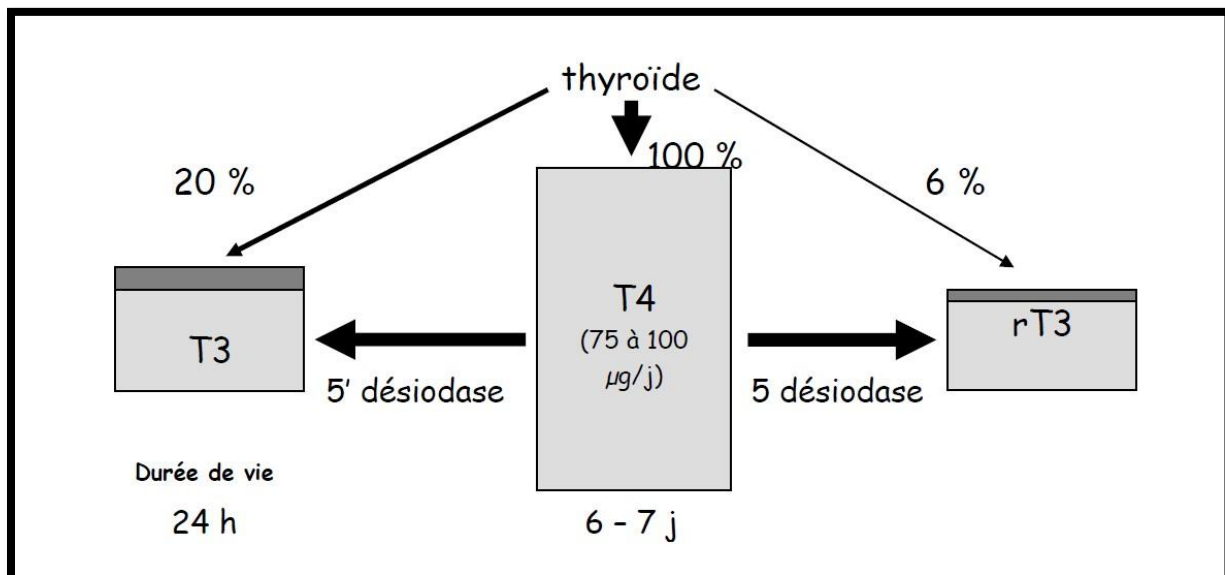 thyroïde
100 %
20 %
6 %
T3
T4
(75 à 100
µg/j)
rT3
5' désiodase
5 désiodase
Durée de vie
24 h
6 – 7 j